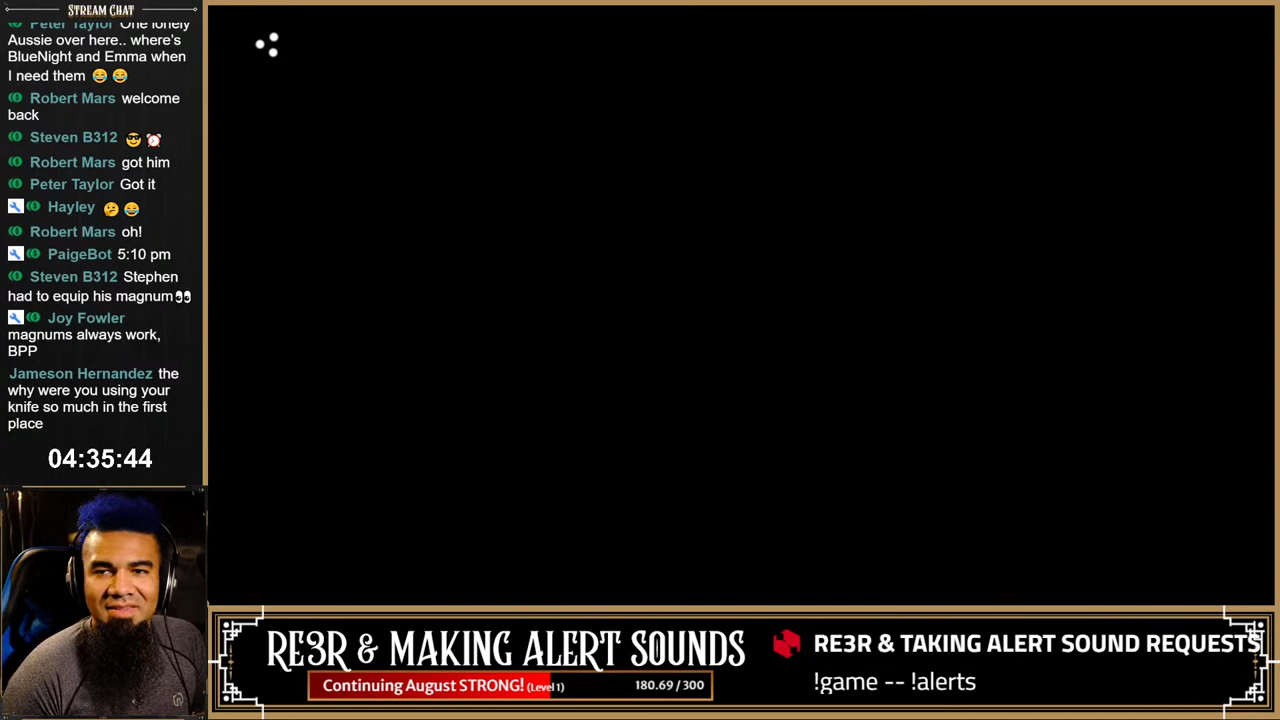 STREAM CHAT
Peter Taylor One lonely
Aussie over here.. where's
BlueNight and Emma when
I need them 😂 😂
Robert Mars welcome
back
Steven B312 😎 ⏰
Robert Mars got him
Peter Taylor Got it
Hayley 🤔 😂
Robert Mars oh!
PaigeBot 5:10 pm
Steven B312 Stephen
had to equip his magnum👀
Joy Fowler
magnums always work,
BPP
Jameson Hernandez the
why were you using your
knife so much in the first
place
04:35:44
RE3R & MAKING ALERT SOUNDS
Continuing August STRONG! (Level 1) 180.69 / 300
RE3R & TAKING ALERT SOUND REQUESTS
!game -- !alerts